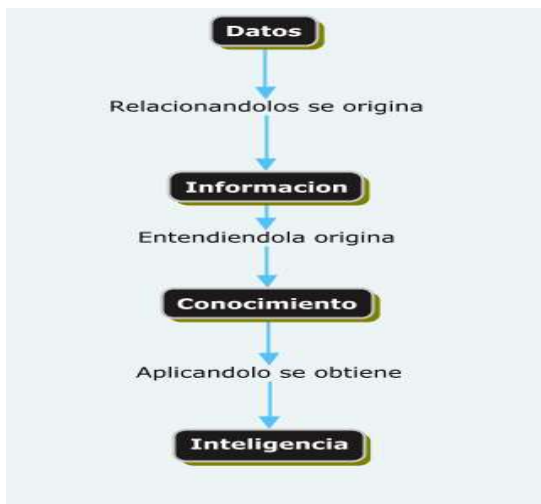 Datos
Relacionandolos se origina
Informacion
Entendiendola origina
Conocimiento
Aplicandolo se obtiene
Inteligencia